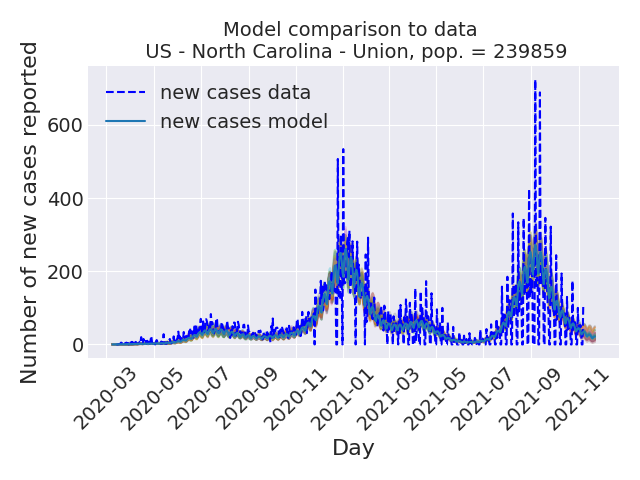 Model comparison to data
US - North Carolina - Union, pop. = 239859
Number of new cases reported
new cases data
new cases model
600
400
200
0
2020-03
2020-05
2020-07
2020-09
2020-11
2021-01
2021-03
2021-05
2021-07
2021-09
2021-11
Day